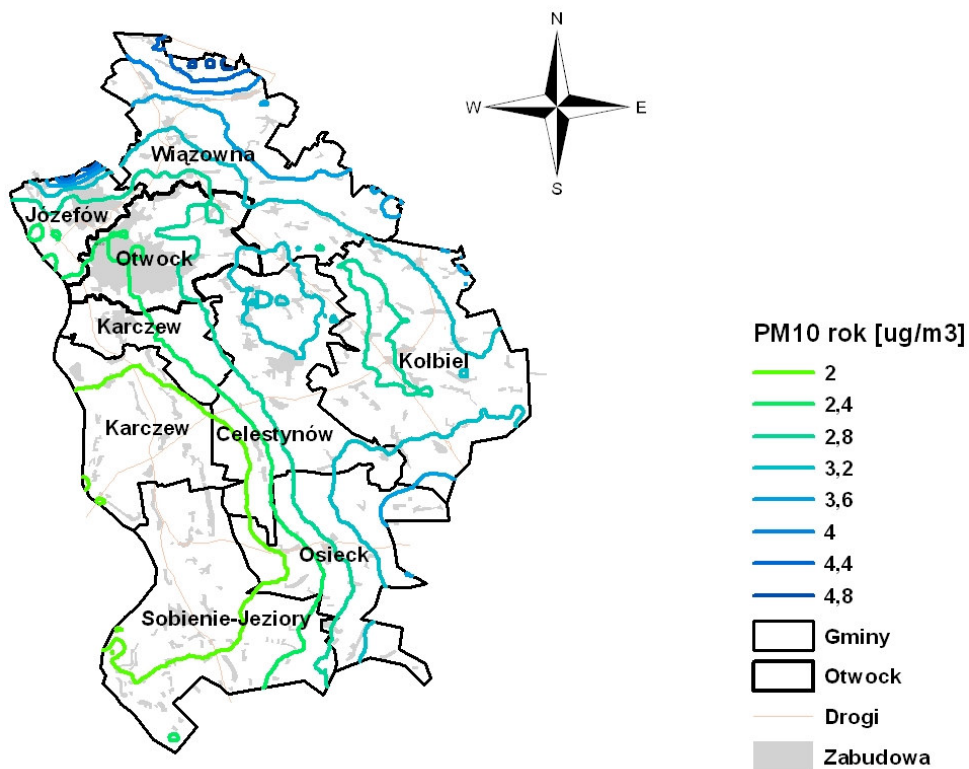 N
W E
S
Wiązowna
Józefów
Otwock
Karczew
Kolbiel
Karczew
Celestynów
Osieck
Sobienie-Jeziory
PM10 rok [ug/m3]
2
2,4
2,8
3,2
3,6
4
4,4
4,8
Gminy
Otwock
Drogi
Zabudowa